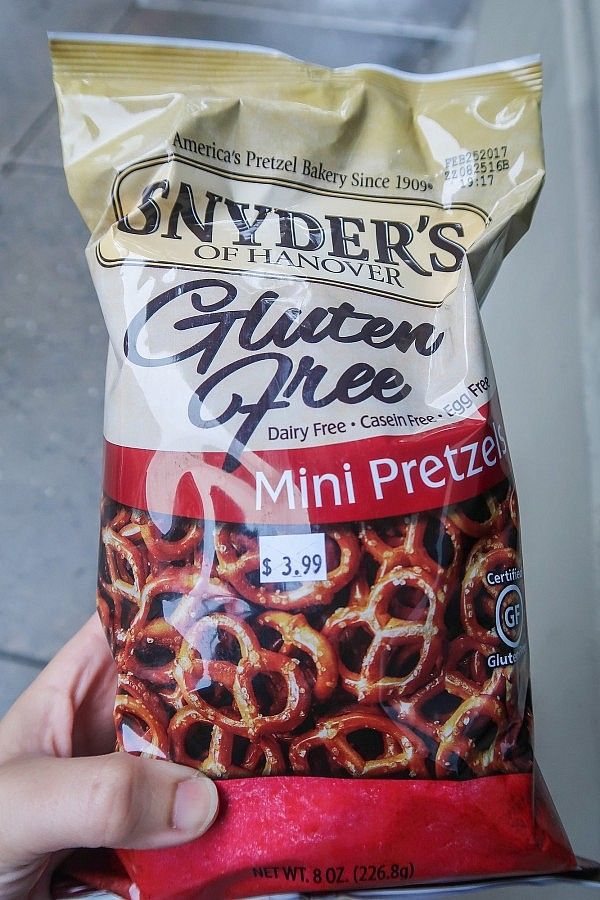 America's Pretzel Bakery Since 1909®
FEB252017
22082516B
19:17
SNYDER'S
OF HANOVER
Gluten
Free
Dairy Free • Casein Free • Egg Free
Mini Pretzels
$ 3.99
Certified
GF
Gluten
NET WT. 8 OZ. (226.8g)